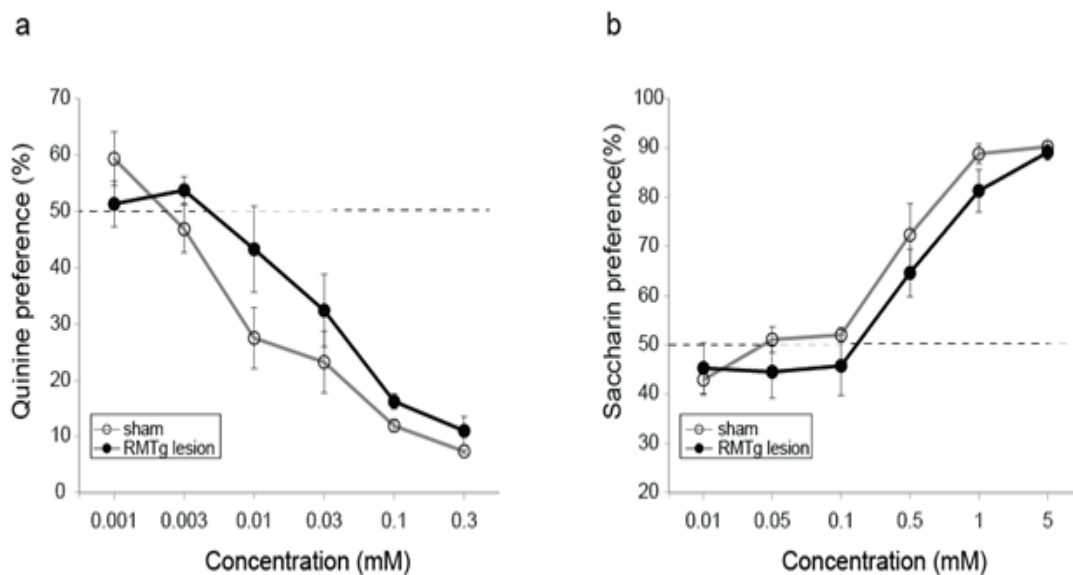 a
Quinine preference (%)
70
60
50
40
30
20
10
0
sham
RMTg lesion
0.001 0.003 0.01 0.03 0.1 0.3
Concentration (mM)
b
Saccharin preference(%)
100
90
80
70
60
50
40
30
20
sham
RMTg lesion
0.01 0.05 0.1 0.5 1 5
Concentration (mM)